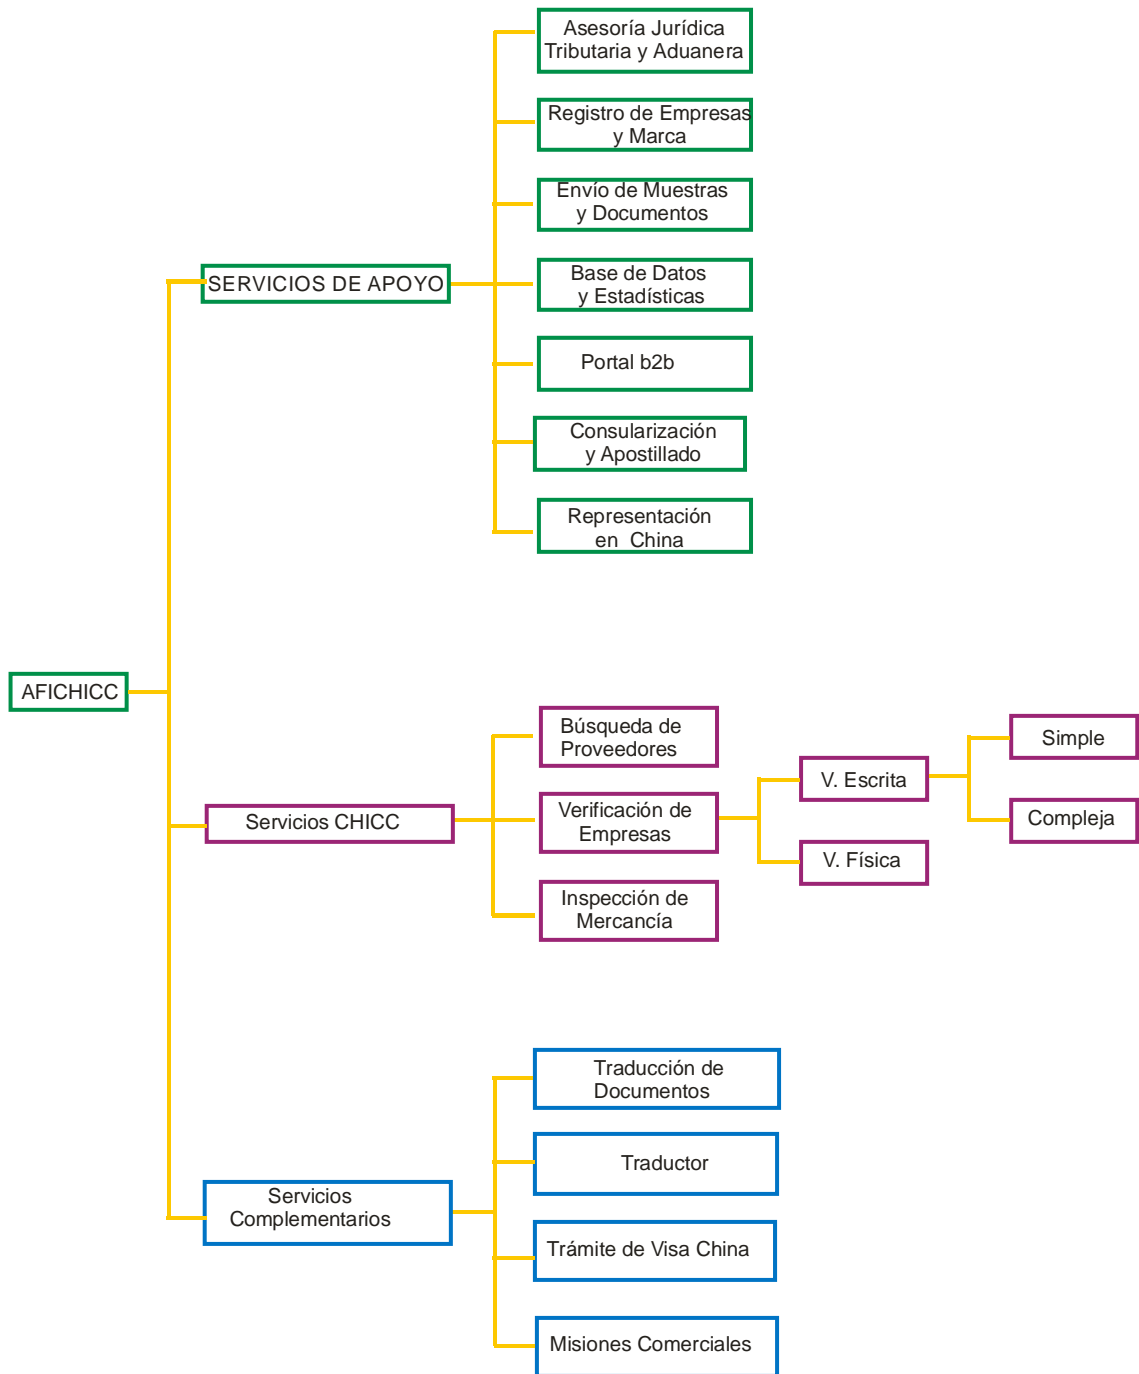 Asesoría Jurídica
Tributaria y Aduanera
Registro de Empresas
y Marca
Envío de Muestras
y Documentos
SERVICIOS DE APOYO
Base de Datos
y Estadísticas
Portal b2b
Consularización
y Apostillado
Representación
en China
AFICHICC
Servicios CHICC
Búsqueda de
Proveedores
Verificación de
Empresas
Inspección de
Mercancía
V. Escrita
V. Física
Simple
Compleja
Servicios
Complementarios
Traducción de
Documentos
Traductor
Trámite de Visa China
Misiones Comerciales